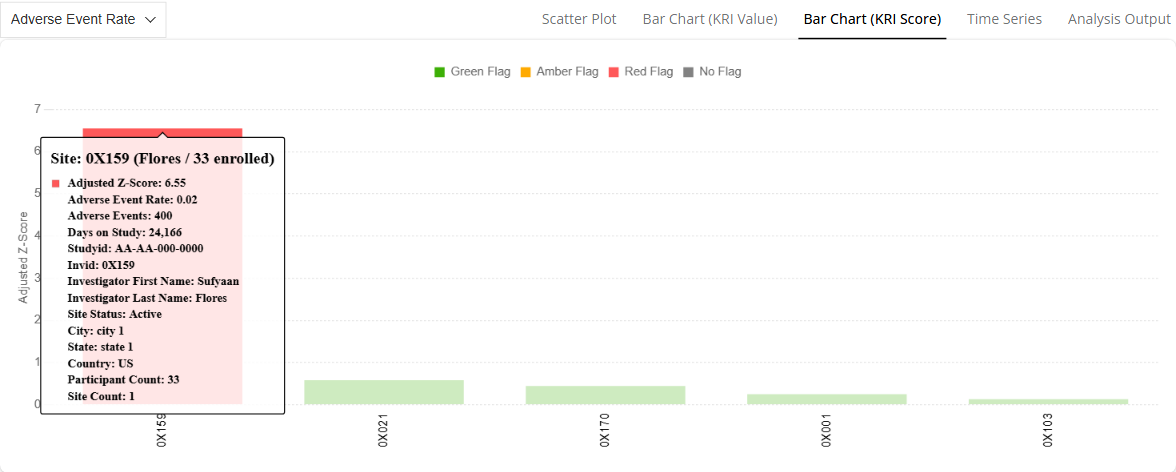 Adverse Event Rate
Scatter Plot
Bar Chart (KRI Value)
Bar Chart (KRI Score)
Time Series
Analysis Output
Green Flag
Amber Flag
Red Flag
No Flag
Adjusted Z-Score
7
6
5
4
3
2
1
0
Site: 0X159 (Flores / 33 enrolled)
Adjusted Z-Score: 6.55
Adverse Event Rate: 0.02
Adverse Events: 400
Days on Study: 24,166
Studyid: AA-AA-000-0000
Invid: 0X159
Investigator First Name: Sufyaan
Investigator Last Name: Flores
Site Status: Active
City: city 1
State: state 1
Country: US
Participant Count: 33
Site Count: 1
0X159
0X021
0X170
0X001
0X103